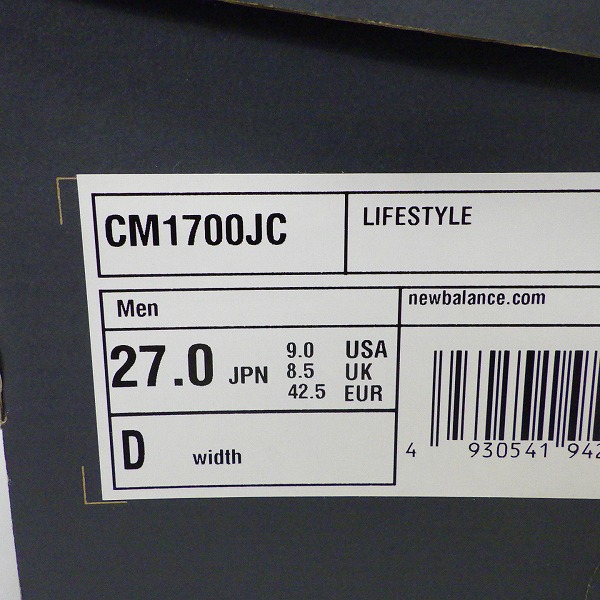 CM1700JC
LIFESTYLE
Men
newbalance.com
27.0 JPN
9.0 USA
8.5 UK
42.5 EUR
D width
4 930541 942